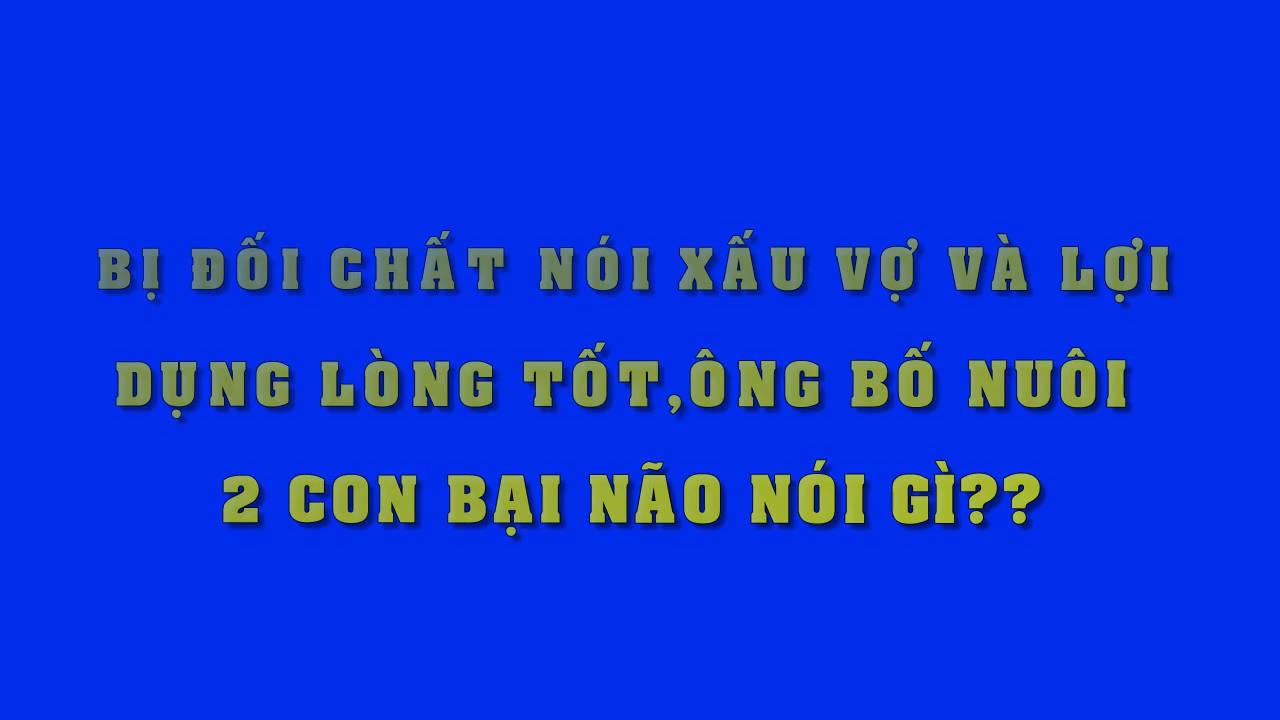 BỊ ĐỐI CHẤT NÓI XẤU VỢ VÀ LỢI
DỤNG LÒNG TỐT,ÔNG BỐ NUÔI
2 CON BẠI NÃO NÓI GÌ??